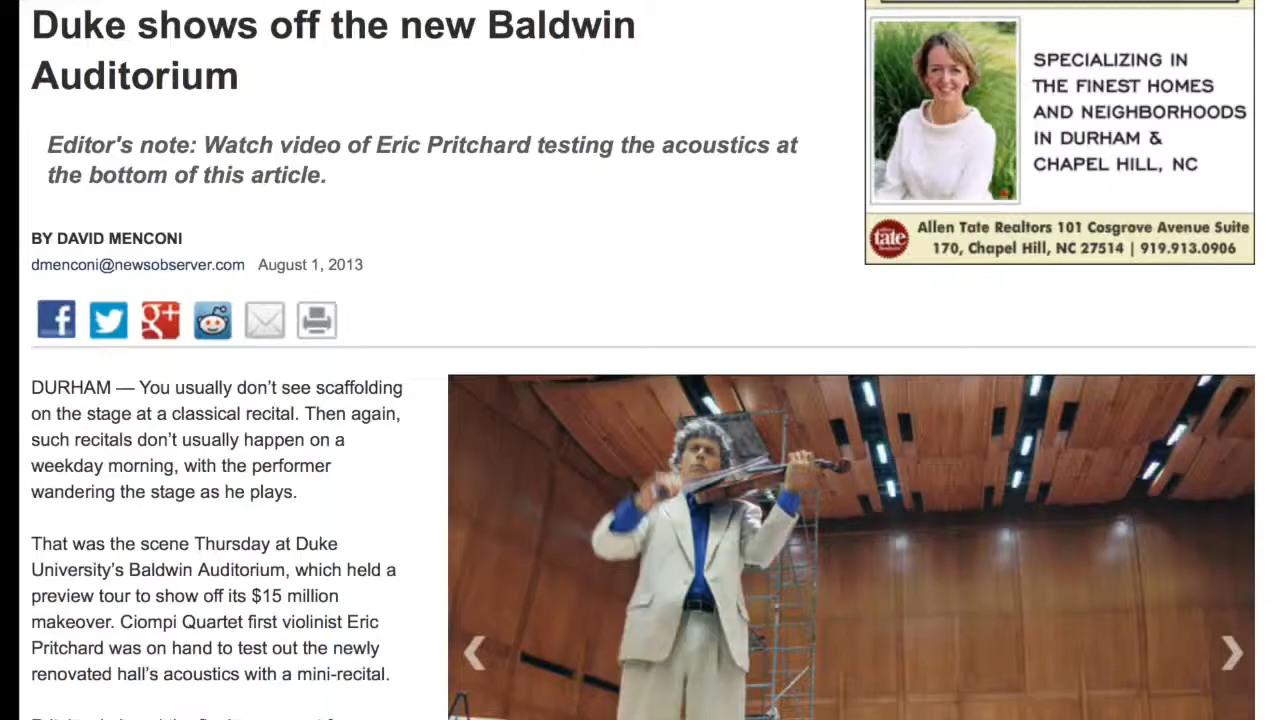 Duke shows off the new Baldwin
Auditorium
Editor's note: Watch video of Eric Pritchard testing the acoustics at
the bottom of this article.
BY DAVID MENCONI
dmenconi@newsobserver.com August 1, 2013
f
g+
DURHAM — You usually don’t see scaffolding
on the stage at a classical recital. Then again,
such recitals don’t usually happen on a
weekday morning, with the performer
wandering the stage as he plays.
That was the scene Thursday at Duke
University’s Baldwin Auditorium, which held a
preview tour to show off its $15 million
makeover. Ciompi Quartet first violinist Eric
Pritchard was on hand to test out the newly
renovated hall’s acoustics with a mini-recital.
SPECIALIZING IN
THE FINEST HOMES
AND NEIGHBORHOODS
IN DURHAM &
CHAPEL HILL, NC
tate
Allen Tate Realtors 101 Cosgrove Avenue Suite
170, Chapel Hill, NC 27514 | 919.913.0906